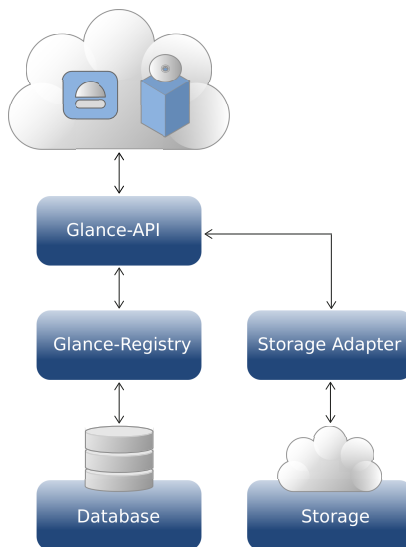 Glance-API
Glance-Registry
Storage Adapter
Database
Storage